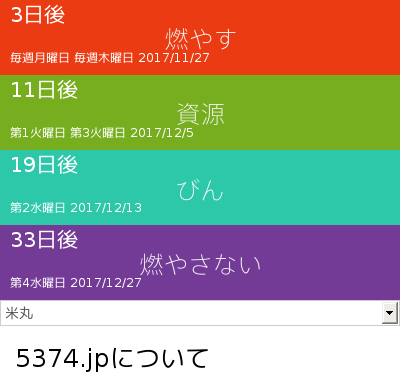 3日後
燃やす
毎週月曜日 毎週木曜日 2017/11/27
11日後
資源
第1火曜日 第3火曜日 2017/12/5
19日後
びん
第2水曜日 2017/12/13
33日後
燃やさない
第4水曜日 2017/12/27
米丸
5374.jpについて